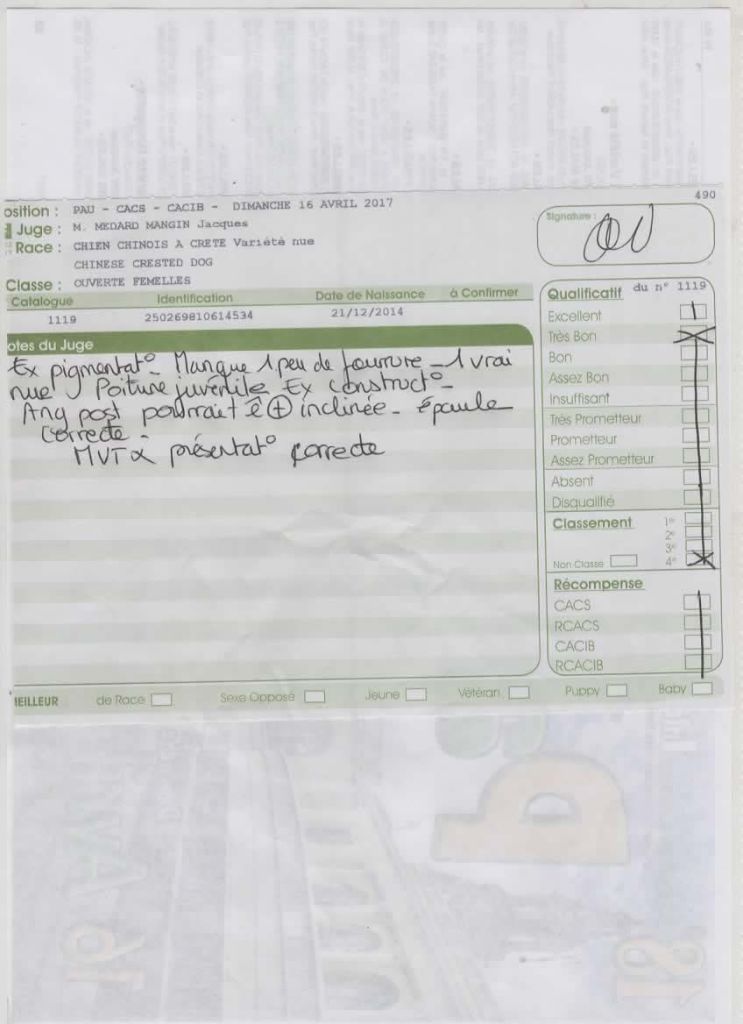 490
osition : PAU - CACS - CACIB - DIMANCHE 16 AVRIL 2017
Juge : M. MEDARD MANGIN Jacques
Race : CHIEN CHINOIS A CRETE Variété nue
CHINESE CRESTED DOG
Classe : OUVERTE FEMELLES
Catalogue Identification Date de Naissance à Confirmer
1119 250269810614534 21/12/2014
otes du Juge
Ex pigmentat° - Manque 1 peu de fourrure - 1 vrai
nue Poiture juvénile Ex construct° -
Ang post pourrait ê ⊕ inclinée - épaule
correcte -
MVT présentat° correcte
Signature :
Qualificatif du n° 1119
Excellent
Très Bon
Bon
Assez Bon
Insuffisant
Très Prometteur
Prometteur
Assez Prometteur
Absent
Disqualifié
Classement 1e
2e
3e
Non Classé 4e
Récompense
CACS
RCACS
CACIB
RCACIB
EILLEUR de Race Sexe Opposé Jeune Vétéran Puppy Baby